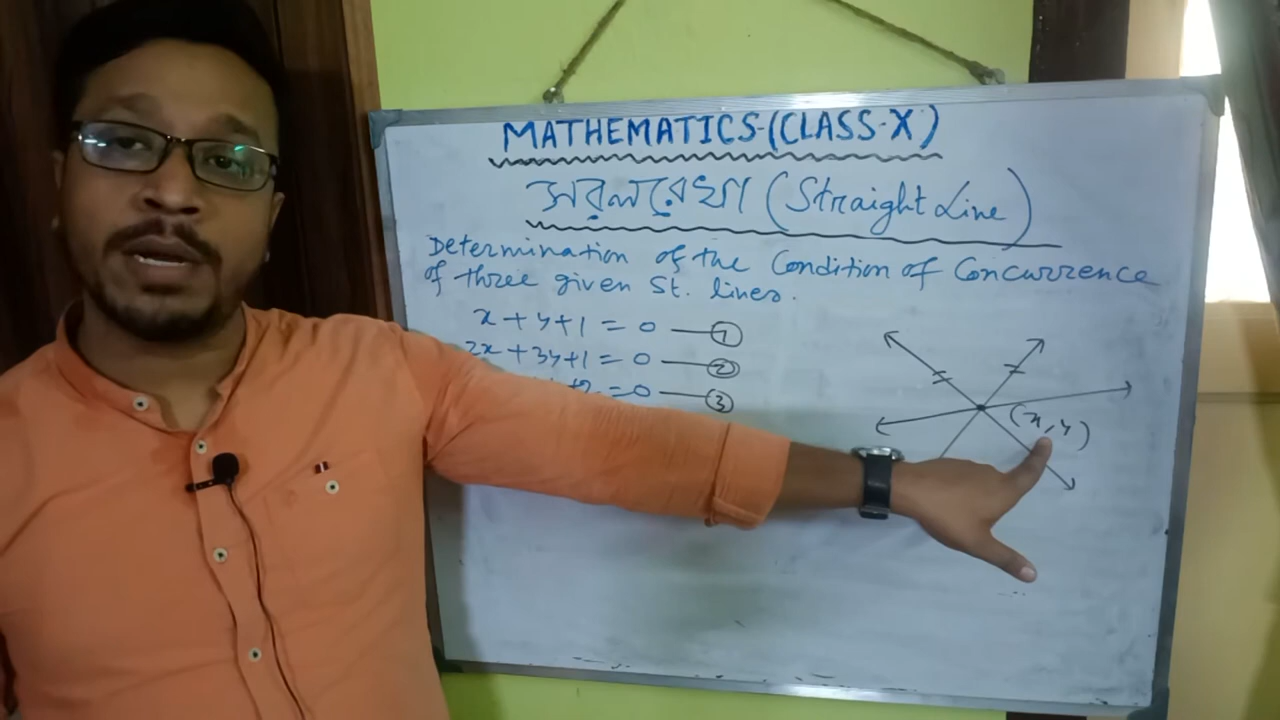 MATHEMATICS-(CLASS-X)
সরলরেখা (Straight Line)
Determination of the Condition of Concurrence
of three given St. lines.
x + y + 1 = 0 — ①
2x + 3y + 1 = 0 — ②
= 0 — ③
(x, y)